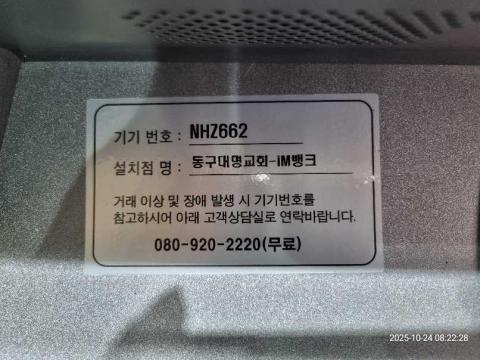 기기 번호 : NHZ662
설치점 명 : 동구대명교회-iM뱅크
거래 이상 및 장애 발생 시 기기번호를
참고하시어 아래 고객상담실로 연락바랍니다.
080-920-2220(무료)
2025-10-24 08:22:28